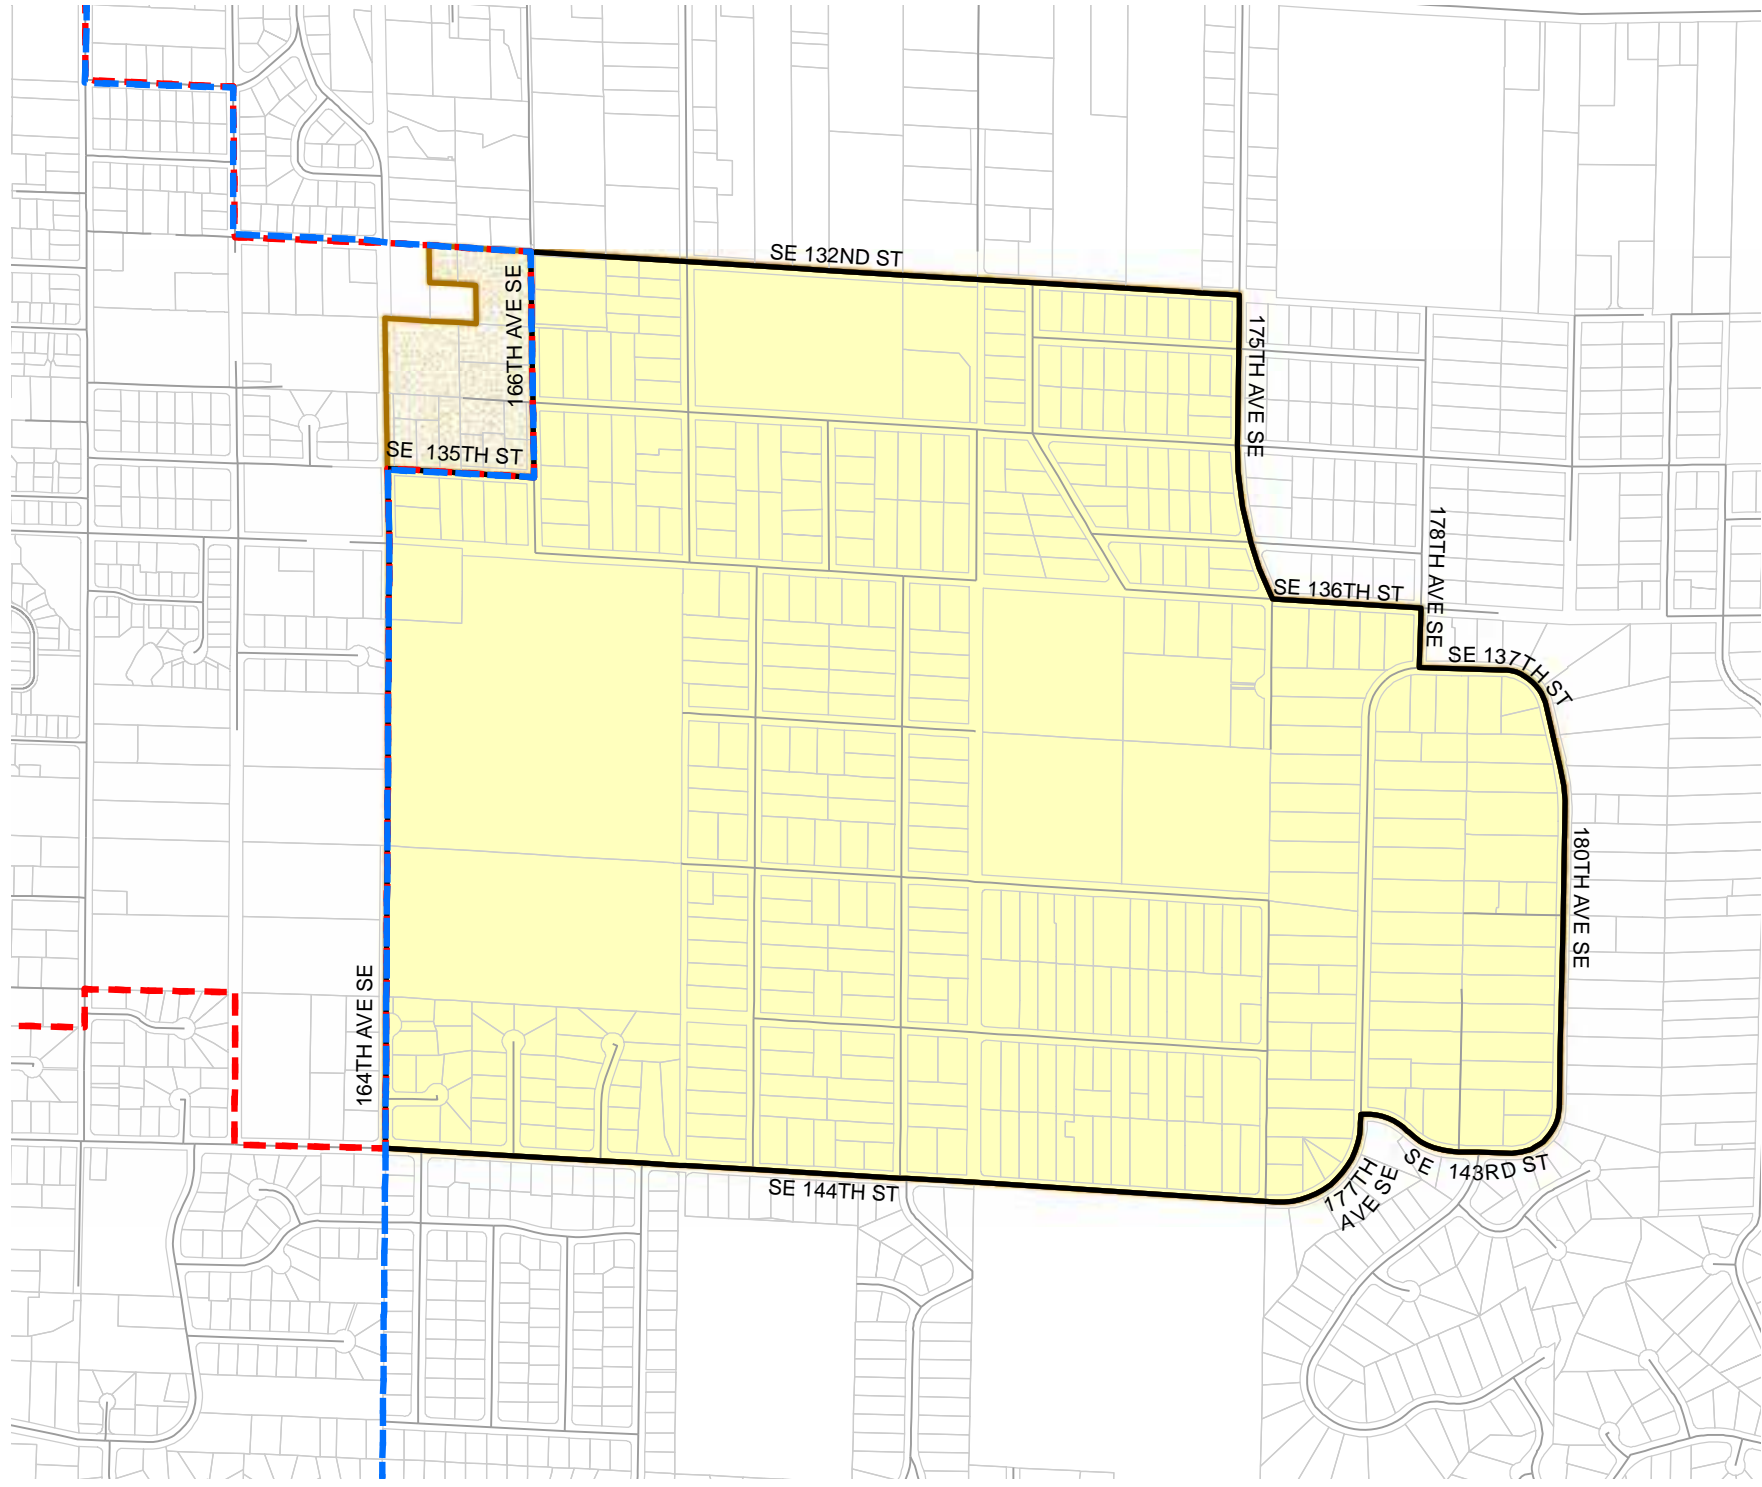 SE 132ND ST
166TH AVE SE
175TH AVE SE
SE 135TH ST
178TH AVE SE
SE 136TH ST
SE 137TH ST
180TH AVE SE
164TH AVE SE
SE 143RD ST
177TH
AVE SE
SE 144TH ST